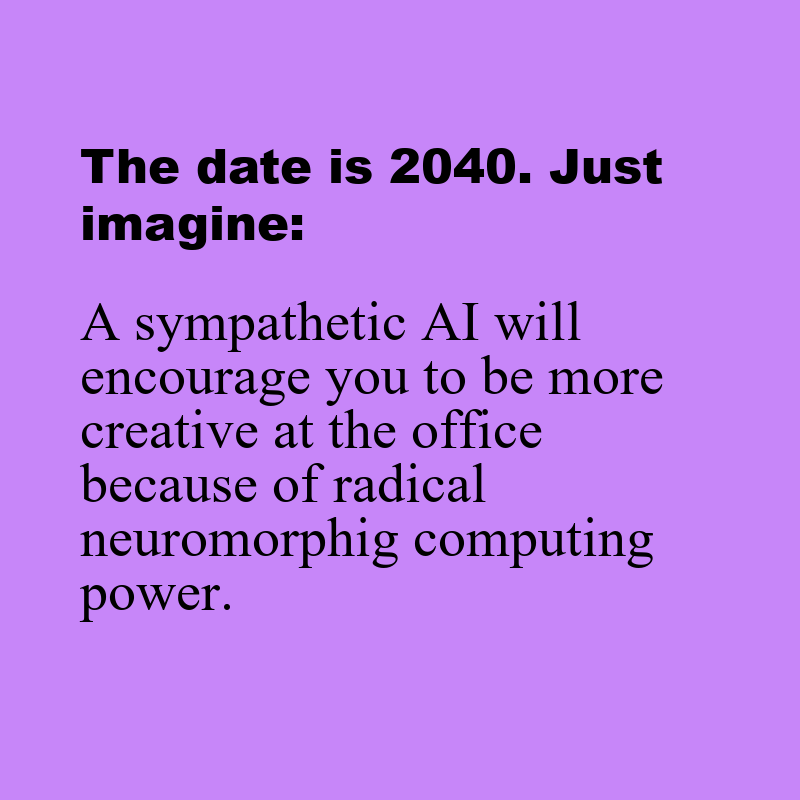 The date is 2040. Just
imagine:
A sympathetic AI will
encourage you to be more
creative at the office
because of radical
neuromorphig computing
power.